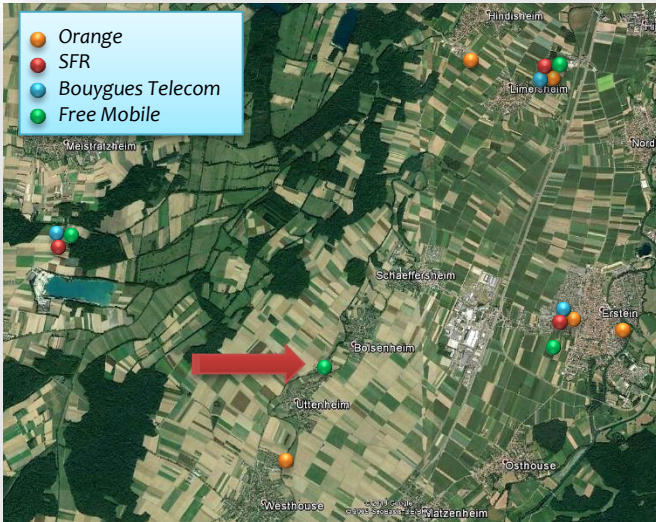 Orange
SFR
Bouygues Telecom
Free Mobile
Hindisheim
Limersheim
Meistratzheim
Nord
Schaeffersheim
Erstein
Bolsenheim
Uttenheim
Osthouse
Westhouse
Matzenheim